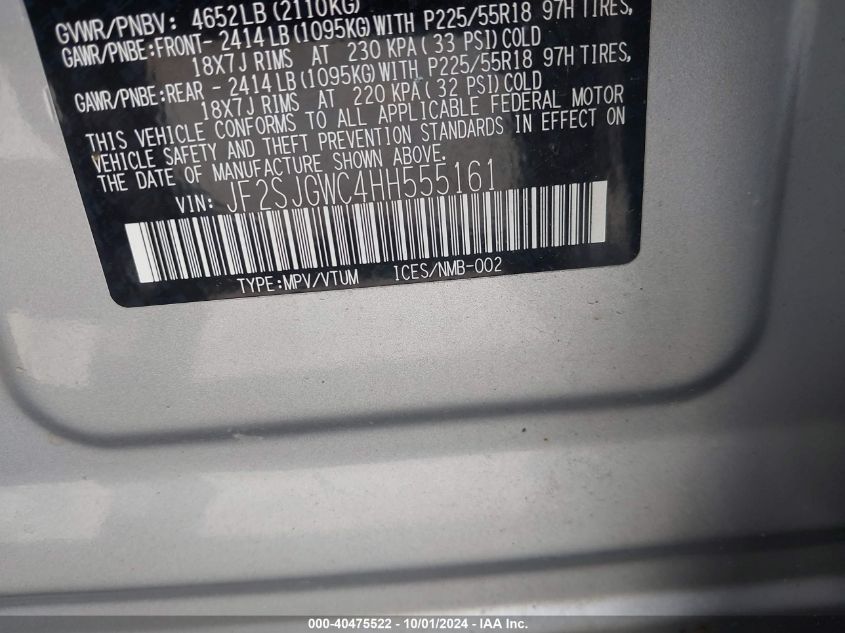 GVWR/PNBV: 4652LB (2110KG)
GAWR/PNBE:FRONT- 2414LB(1095KG)WITH P225/55R18 97H TIRES,
18X7J RIMS AT 230 KPA( 33 PSI)COLD
GAWR/PNBE:REAR - 2414LB(1095KG)WITH P225/55R18 97H TIRES,
18X7J RIMS AT 220 KPA( 32 PSI)COLD
THIS VEHICLE CONFORMS TO ALL APPLICABLE FEDERAL MOTOR
VEHICLE SAFETY AND THEFT PREVENTION STANDARDS IN EFFECT ON
THE DATE OF MANUFACTURE SHOWN ABOVE.
VIN: JF2SJGWC4HH555161
TYPE:MPV/VTUM ICES/NMB-002
000-40475522 - 10/01/2024 - IAA Inc.